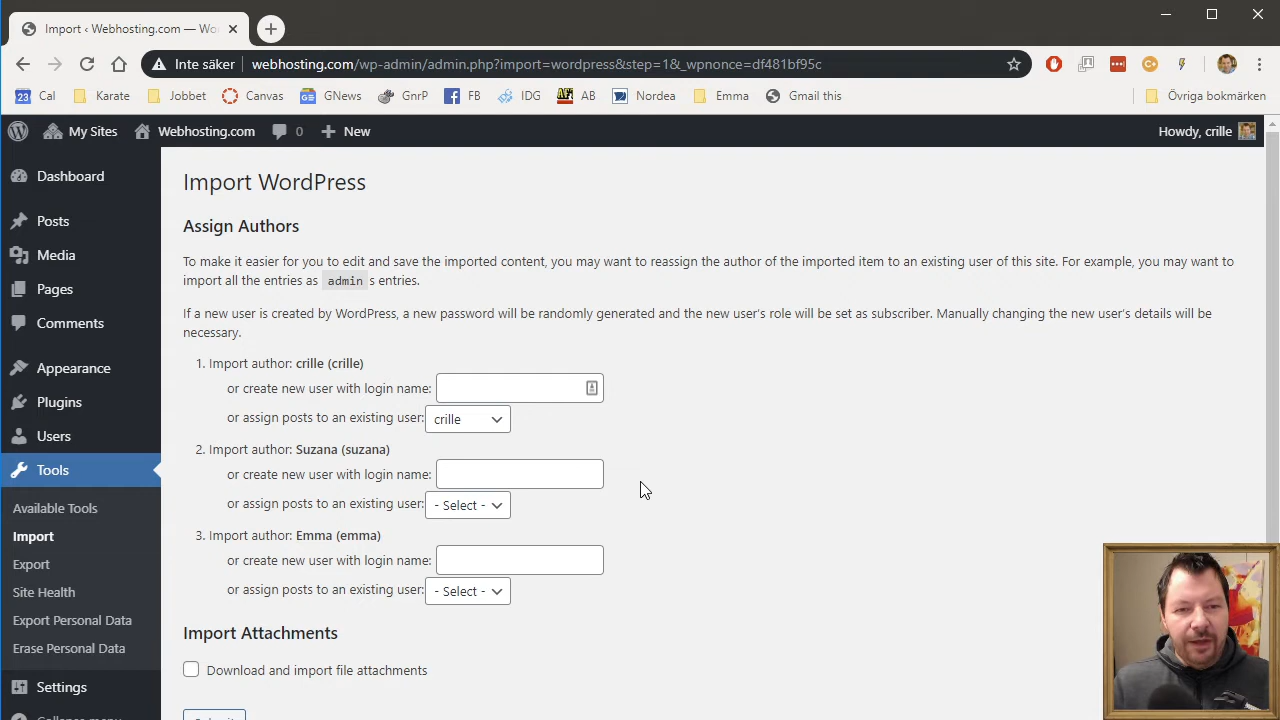 Import ‹ Webhosting.com — Wo
Inte säker
webhosting.com/wp-admin/admin.php?import=wordpress&step=1&_wpnonce=df481bf95c
23 Cal
Karate
Jobbet
Canvas
GNews
GnrP
FB
IDG
AB
Nordea
Emma
Gmail this
Övriga bokmärken
My Sites
Webhosting.com
0
New
Howdy, crille
Dashboard
Posts
Media
Pages
Comments
Appearance
Plugins
Users
Tools
Available Tools
Import
Export
Site Health
Export Personal Data
Erase Personal Data
Settings
Collapse menu
Import WordPress
Assign Authors
To make it easier for you to edit and save the imported content, you may want to reassign the author of the imported item to an existing user of this site. For example, you may want to
import all the entries as admin s entries.
If a new user is created by WordPress, a new password will be randomly generated and the new user's role will be set as subscriber. Manually changing the new user's details will be
necessary.
1. Import author: crille (crille)
or create new user with login name:
or assign posts to an existing user: crille
2. Import author: Suzana (suzana)
or create new user with login name:
or assign posts to an existing user: - Select -
3. Import author: Emma (emma)
or create new user with login name:
or assign posts to an existing user: - Select -
Import Attachments
Download and import file attachments
Submit